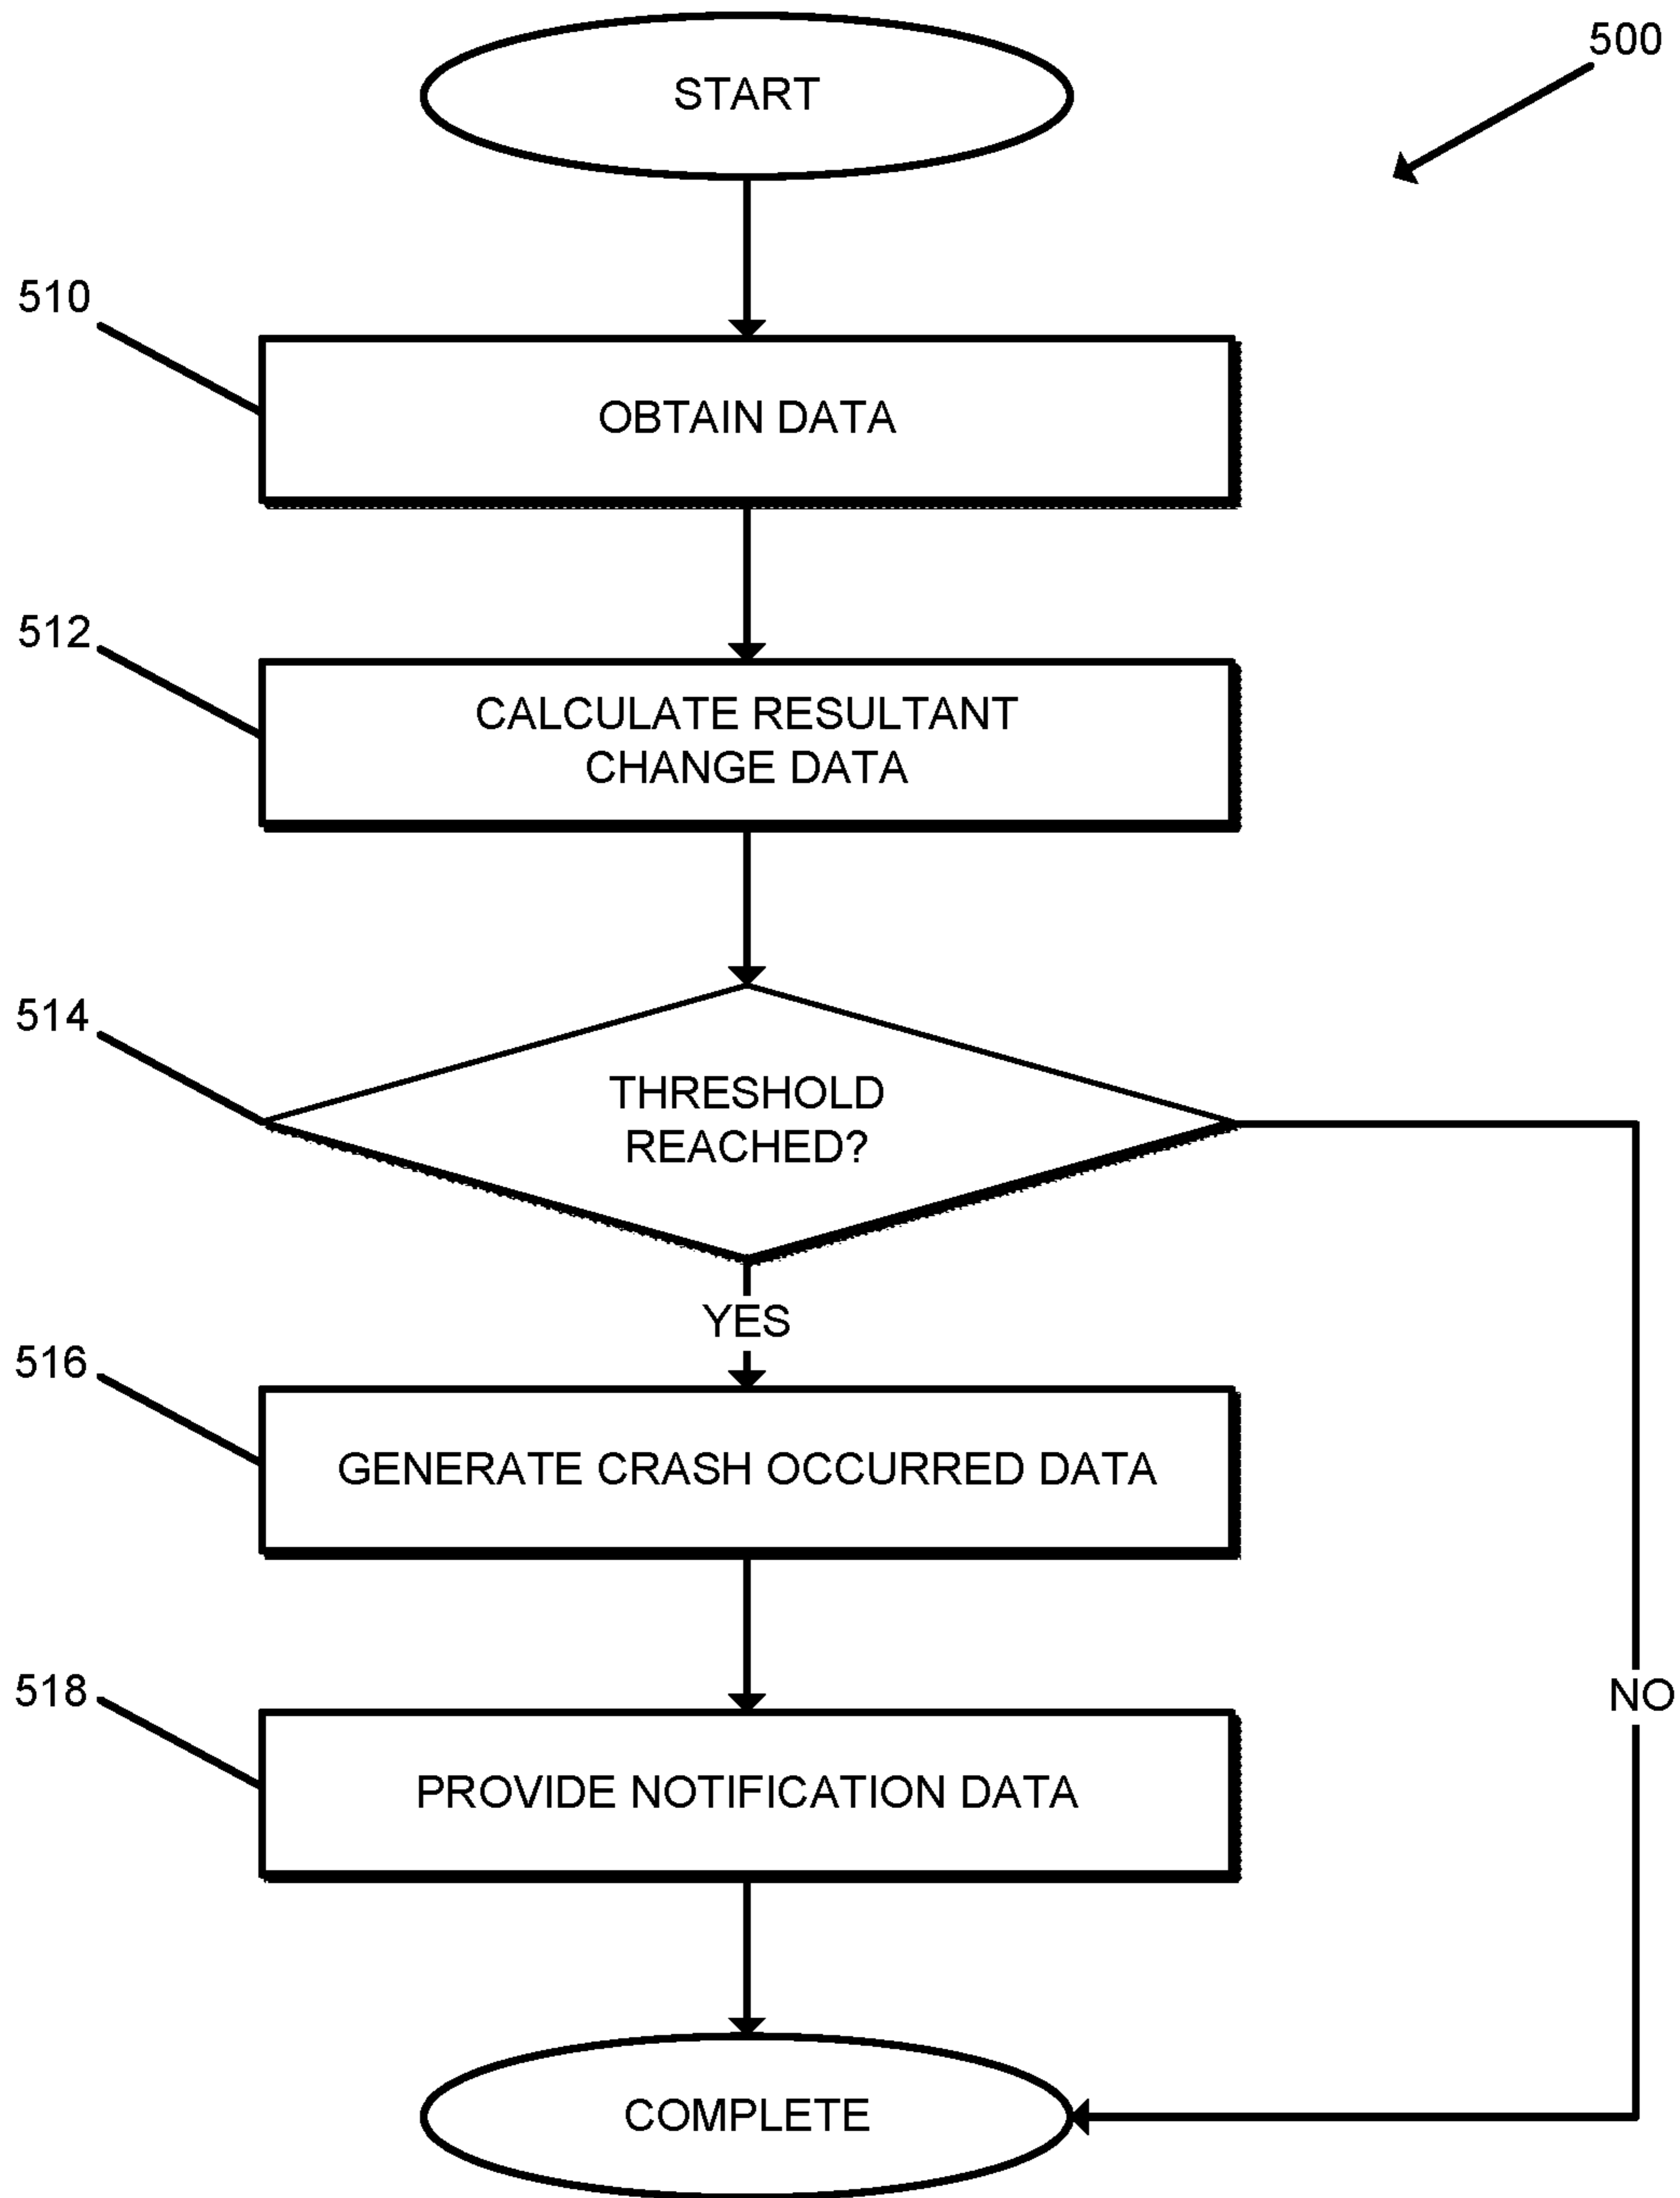 START
500
510
OBTAIN DATA
512
CALCULATE RESULTANT
CHANGE DATA
514
THRESHOLD
REACHED?
YES
516
GENERATE CRASH OCCURRED DATA
518
NO
PROVIDE NOTIFICATION DATA
COMPLETE